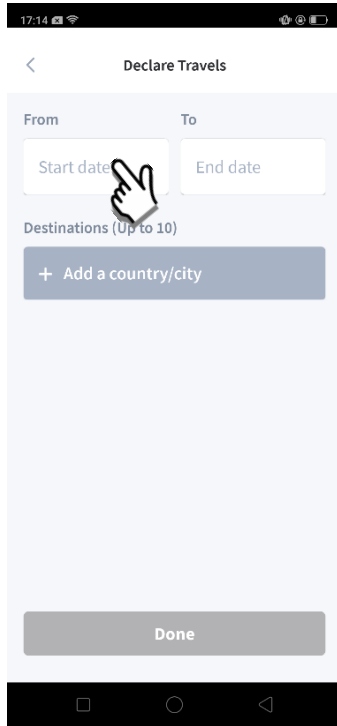 17:14
Declare Travels
From To
Start date End date
Destinations (Up to 10)
+ Add a country/city
Done